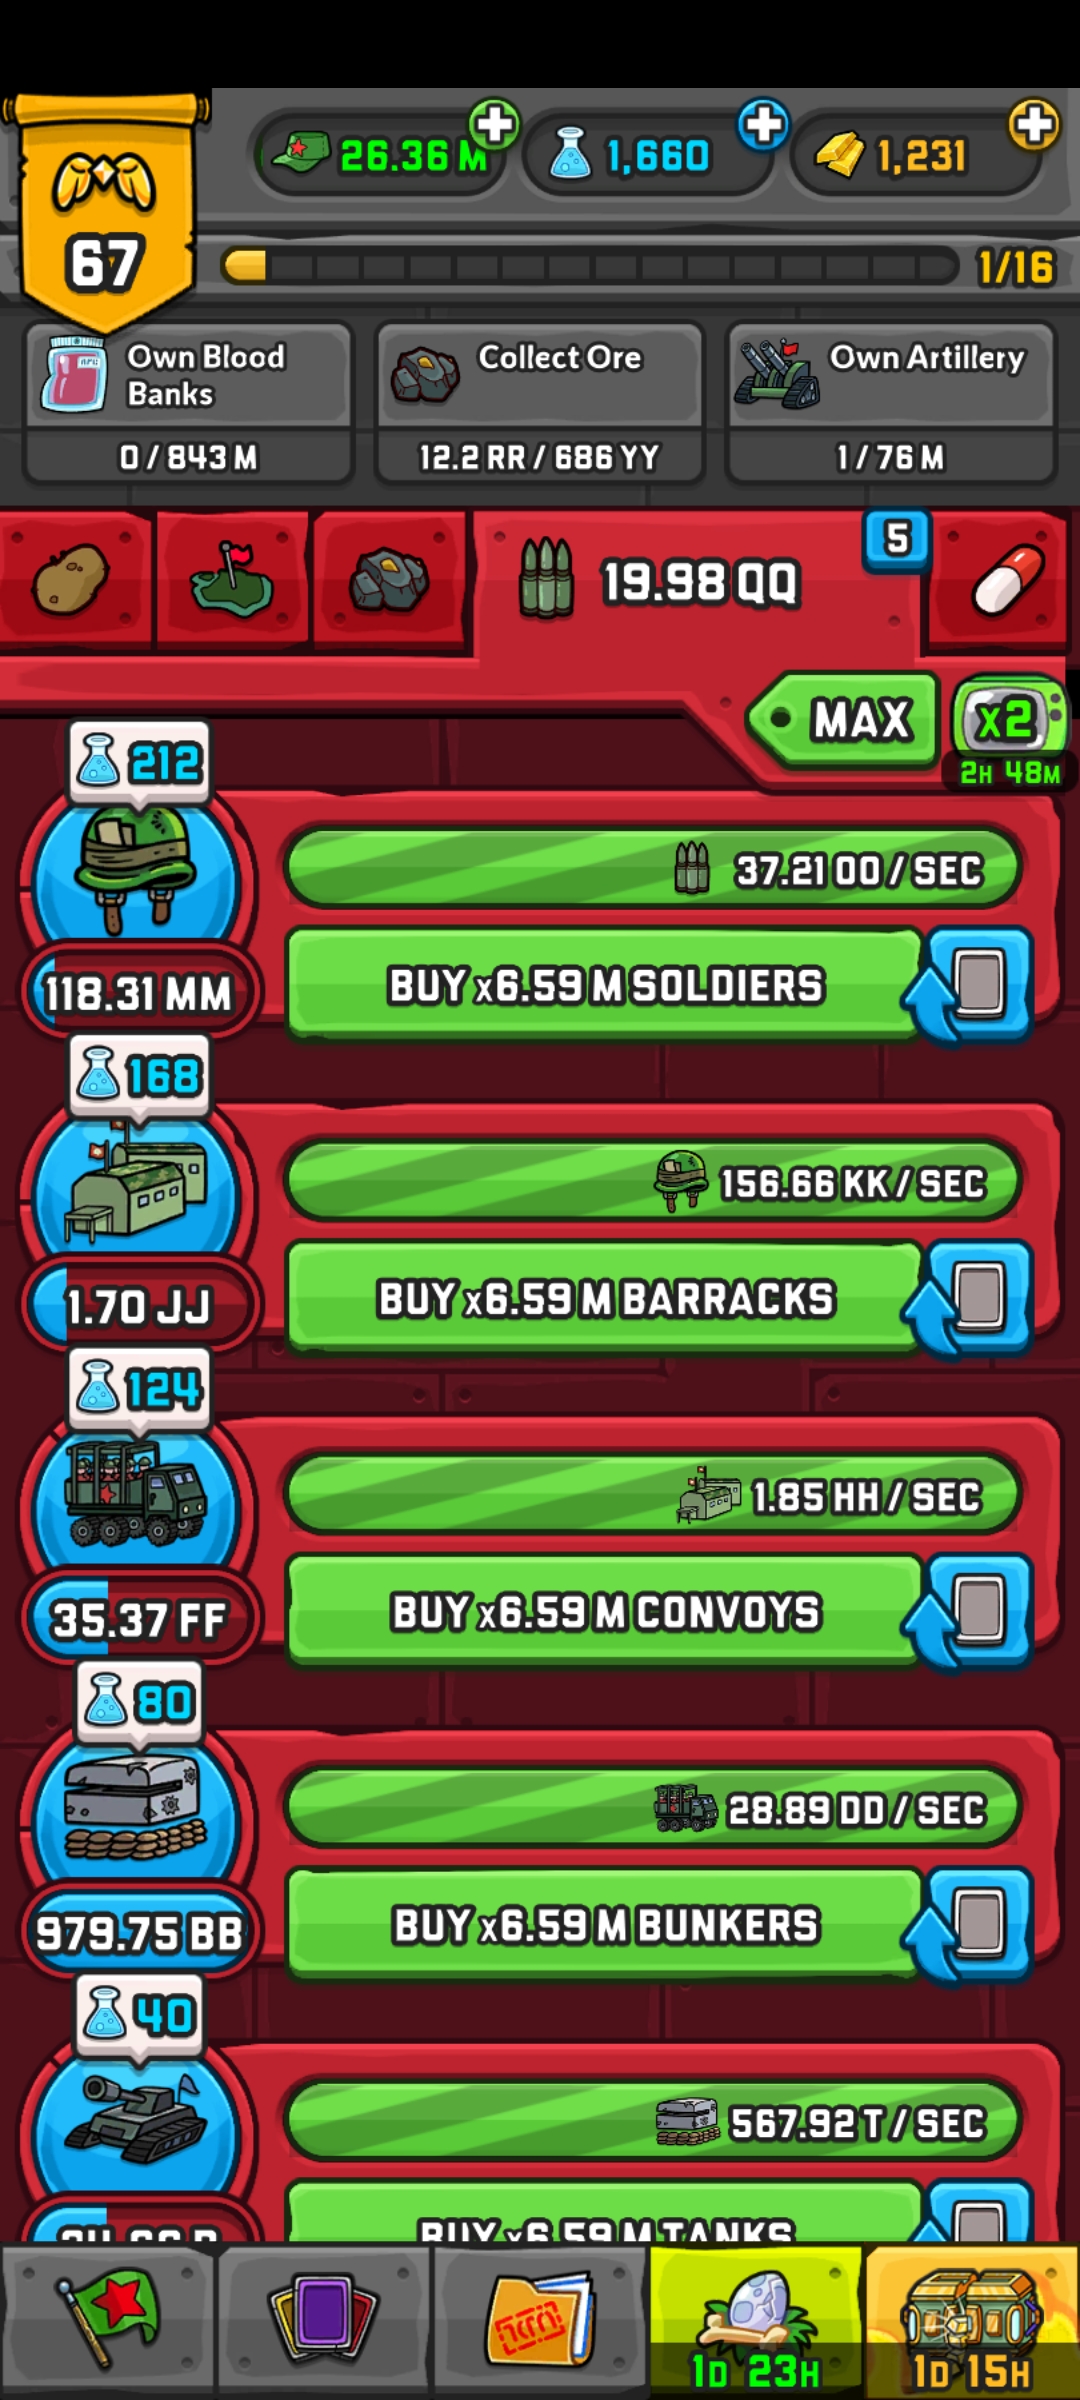 26.36 M
1,660
1,231
67
1/16
Own Blood
Banks
0 / 843 M
Collect Ore
12.2 RR / 686 YY
Own Artillery
1 / 76 M
19.98 QQ
5
MAX
x2
2H 48M
212
37.21 OO / SEC
118.31 MM
BUY x6.59 M SOLDIERS
168
156.66 KK / SEC
1.70 JJ
BUY x6.59 M BARRACKS
124
1.85 HH / SEC
35.37 FF
BUY x6.59 M CONVOYS
80
28.89 DD / SEC
979.75 BB
BUY x6.59 M BUNKERS
40
567.92 T / SEC
BUY x6.59 M TANKS
1D 23H
1D 15H